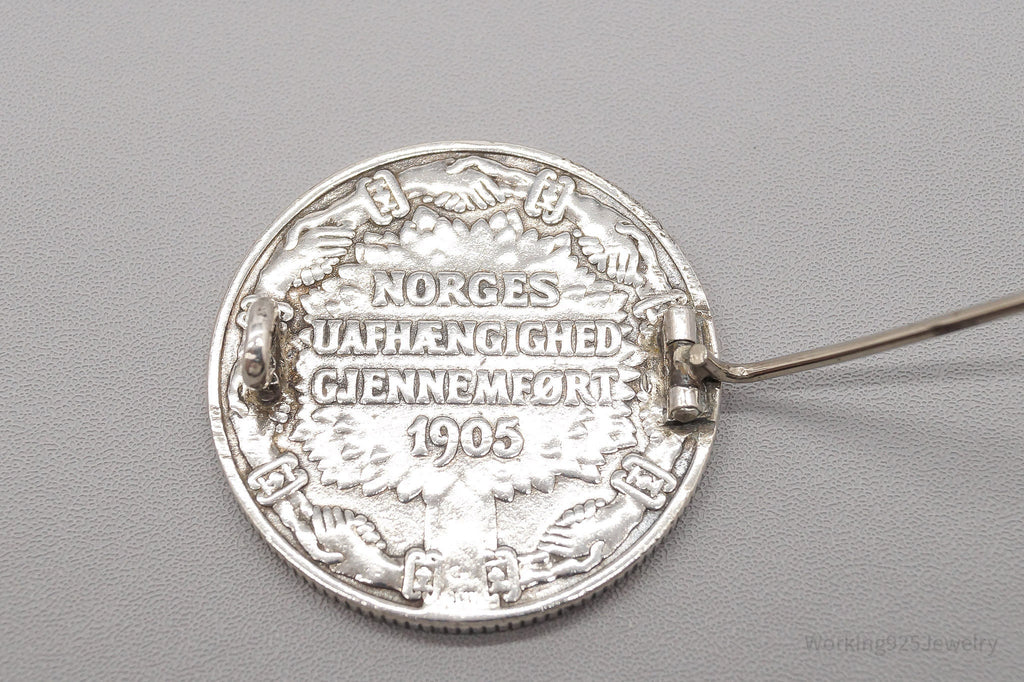 NORGES
UAFHÆNGIGHED
GJENNEMFØRT
1905
Working925Jewelry